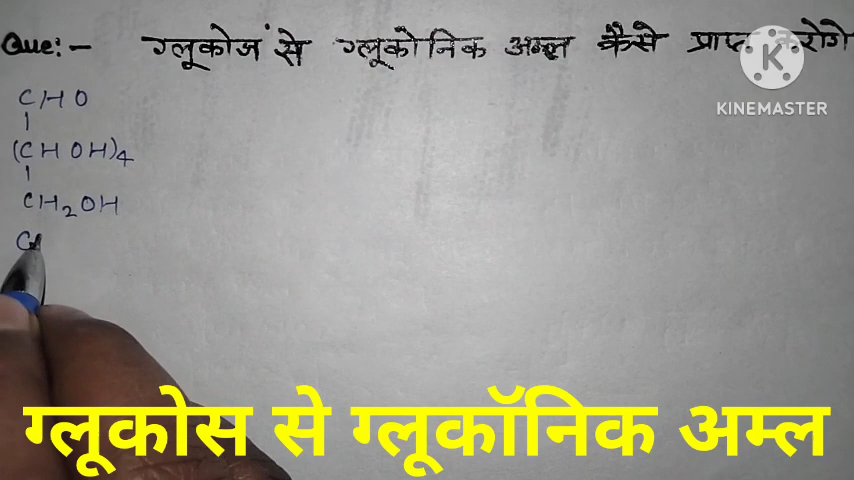 Que:- ग्लूकोज से ग्लूकोनिक अम्ल कैसे प्राप्त करोगे
KINEMASTER
CHO
(CHOH)4
CH2OH
ग्लूकोस से ग्लूकॉनिक अम्ल